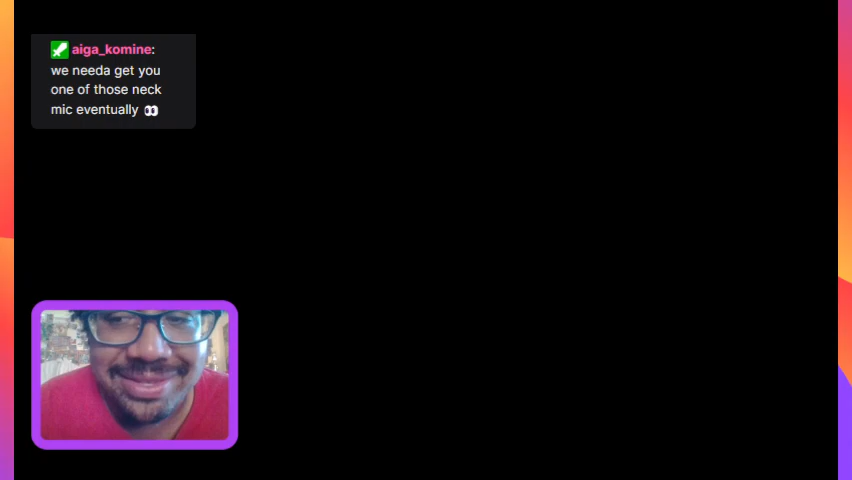 aiga_komine:
we needa get you
one of those neck
mic eventually 👀